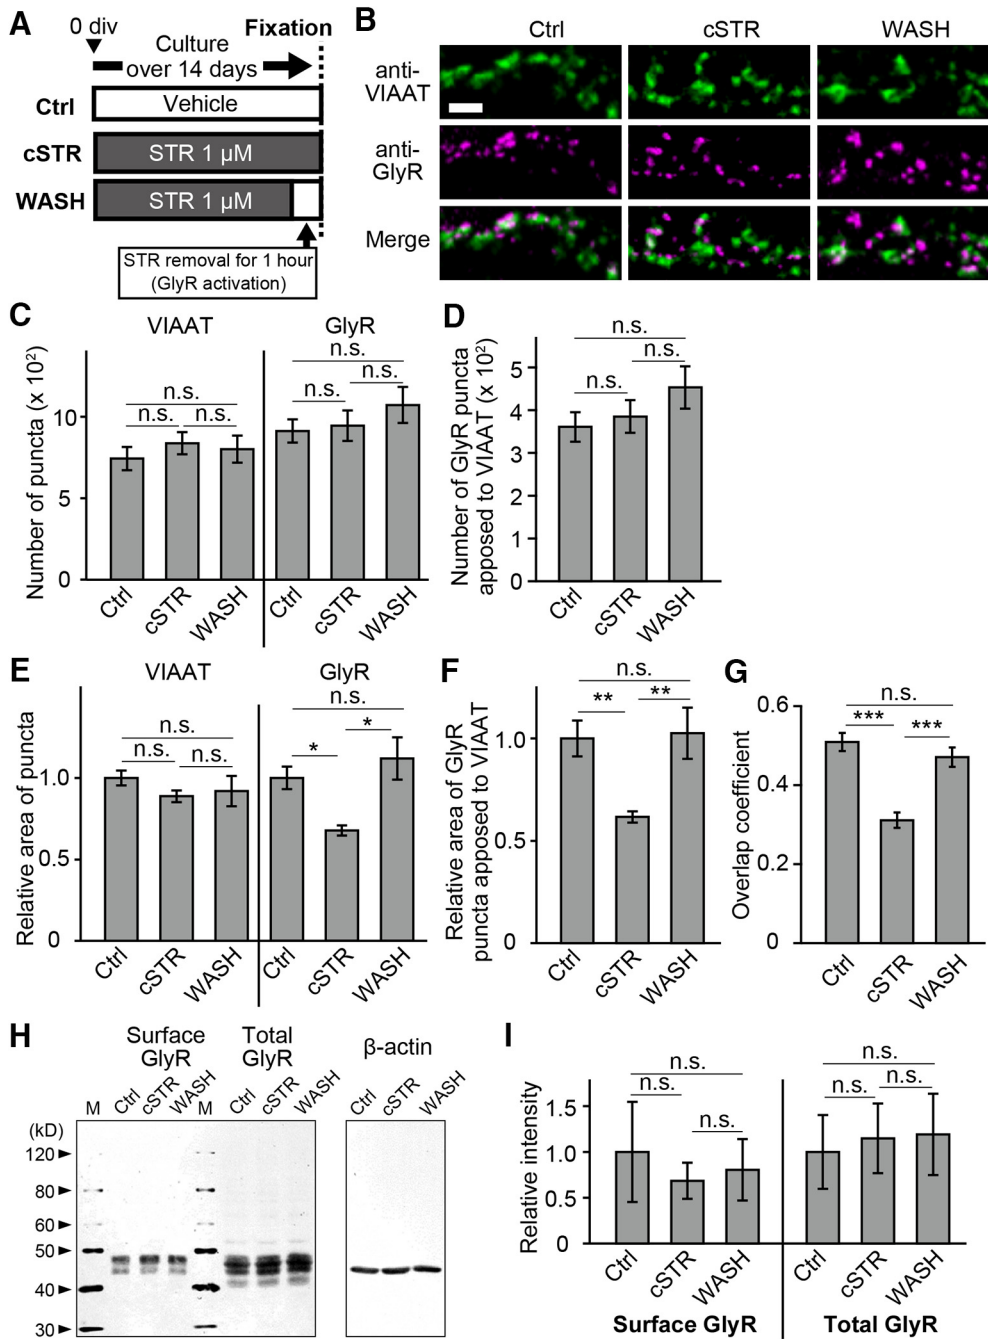 A
0 div
Fixation
Culture
over 14 days
Ctrl
Vehicle
cSTR
STR 1 μM
WASH
STR 1 μM
STR removal for 1 hour
(GlyR activation)
B
Ctrl
cSTR
WASH
anti-
VIAAT
anti-
GlyR
Merge
C
VIAAT
GlyR
Number of puncta (x 10²)
10
5
0
n.s.
n.s.
n.s.
n.s.
n.s.
n.s.
Ctrl
cSTR
WASH
Ctrl
cSTR
WASH
D
Number of GlyR puncta
apposed to VIAAT (x 10²)
5
4
3
2
1
0
n.s.
n.s.
n.s.
Ctrl
cSTR
WASH
E
VIAAT
GlyR
Relative area of puncta
1.0
0.5
0
n.s.
n.s.
n.s.
n.s.
*
*
Ctrl
cSTR
WASH
Ctrl
cSTR
WASH
F
Relative area of GlyR
puncta apposed to VIAAT
1.0
0.5
0
n.s.
**
**
Ctrl
cSTR
WASH
G
Overlap coefficient
0.6
0.4
0.2
0
n.s.
***
***
Ctrl
cSTR
WASH
H
Surface
GlyR
Total
GlyR
β-actin
M
Ctrl
cSTR
WASH
M
Ctrl
cSTR
WASH
Ctrl
cSTR
WASH
(kD)
120
80
60
50
40
30
I
Relative intensity
1.5
1.0
0.5
0
n.s.
n.s.
n.s.
n.s.
n.s.
n.s.
Ctrl
cSTR
WASH
Ctrl
cSTR
WASH
Surface GlyR
Total GlyR